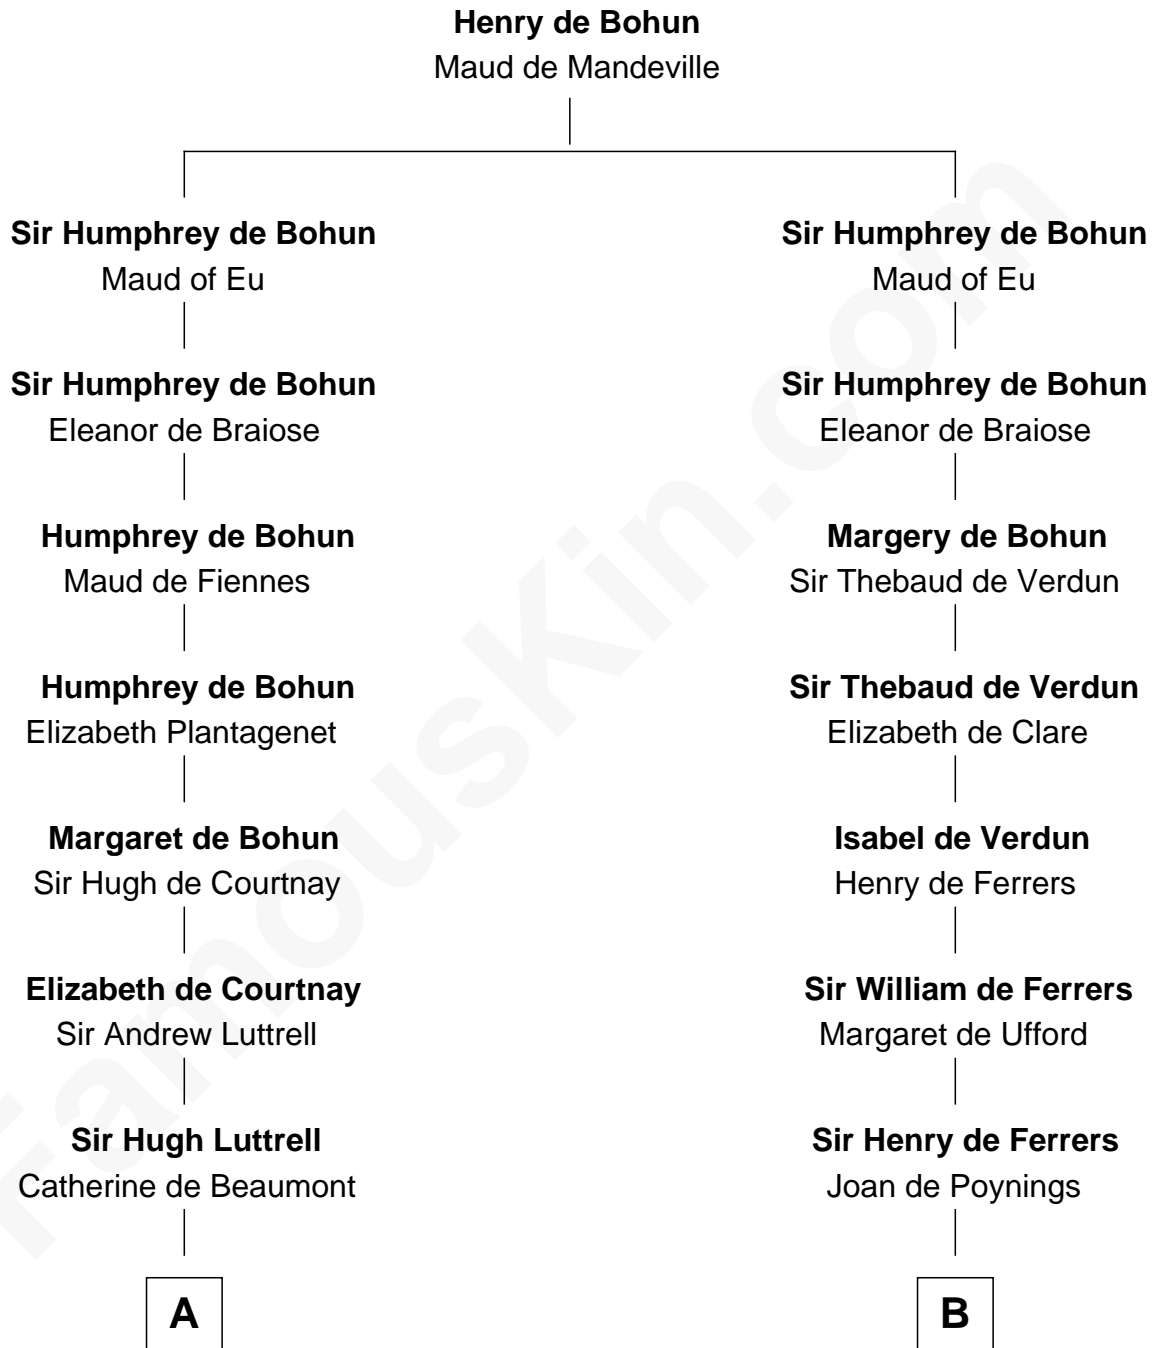 Henry de Bohun
Maud de Mandeville
Sir Humphrey de Bohun
Maud of Eu
Sir Humphrey de Bohun
Maud of Eu
Sir Humphrey de Bohun
Eleanor de Braiose
Sir Humphrey de Bohun
Eleanor de Braiose
Humphrey de Bohun
Maud de Fiennes
Margery de Bohun
Sir Thebaud de Verdun
Humphrey de Bohun
Elizabeth Plantagenet
Sir Thebaud de Verdun
Elizabeth de Clare
Margaret de Bohun
Sir Hugh de Courtnay
Isabel de Verdun
Henry de Ferrers
Elizabeth de Courtnay
Sir Andrew Luttrell
Sir William de Ferrers
Margaret de Ufford
Sir Hugh Luttrell
Catherine de Beaumont
Sir Henry de Ferrers
Joan de Poynings
A
B
FamousKin.com